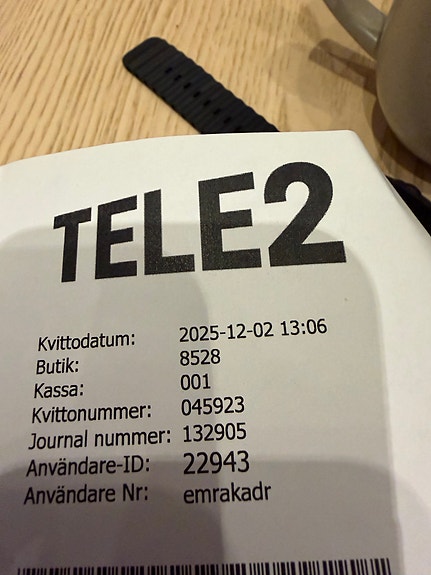 TELE2
Kvittodatum: 2025-12-02 13:06
Butik: 8528
Kassa: 001
Kvittonummer: 045923
Journal nummer: 132905
Användare-ID: 22943
Användare Nr: emrakadr